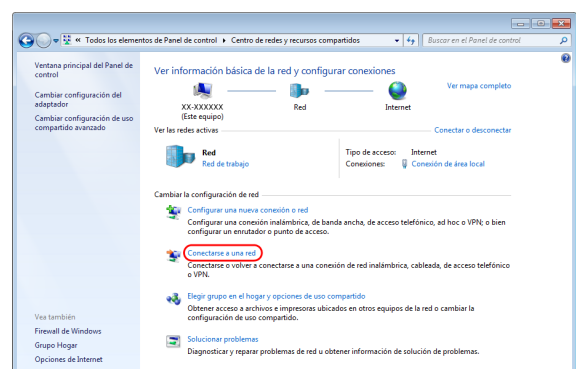 « Todos los elementos de Panel de control ▸ Centro de redes y recursos compartidos
Buscar en el Panel de control
Ventana principal del Panel de
control
Cambiar configuración del
adaptador
Cambiar configuración de uso
compartido avanzado
Ver información básica de la red y configurar conexiones
Ver mapa completo
XX-XXXXXX
(Este equipo)
Red
Internet
Ver las redes activas
Conectar o desconectar
Red
Red de trabajo
Tipo de acceso: Internet
Conexiones: Conexión de área local
Cambiar la configuración de red
Configurar una nueva conexión o red
Configurar una conexión inalámbrica, de banda ancha, de acceso telefónico, ad hoc o VPN; o bien
configurar un enrutador o punto de acceso.
Conectarse a una red
Conectarse o volver a conectarse a una conexión de red inalámbrica, cableada, de acceso telefónico
o VPN.
Elegir grupo en el hogar y opciones de uso compartido
Obtener acceso a archivos e impresoras ubicados en otros equipos de la red o cambiar la
configuración de uso compartido.
Solucionar problemas
Diagnosticar y reparar problemas de red u obtener información de solución de problemas.
Vea también
Firewall de Windows
Grupo Hogar
Opciones de Internet